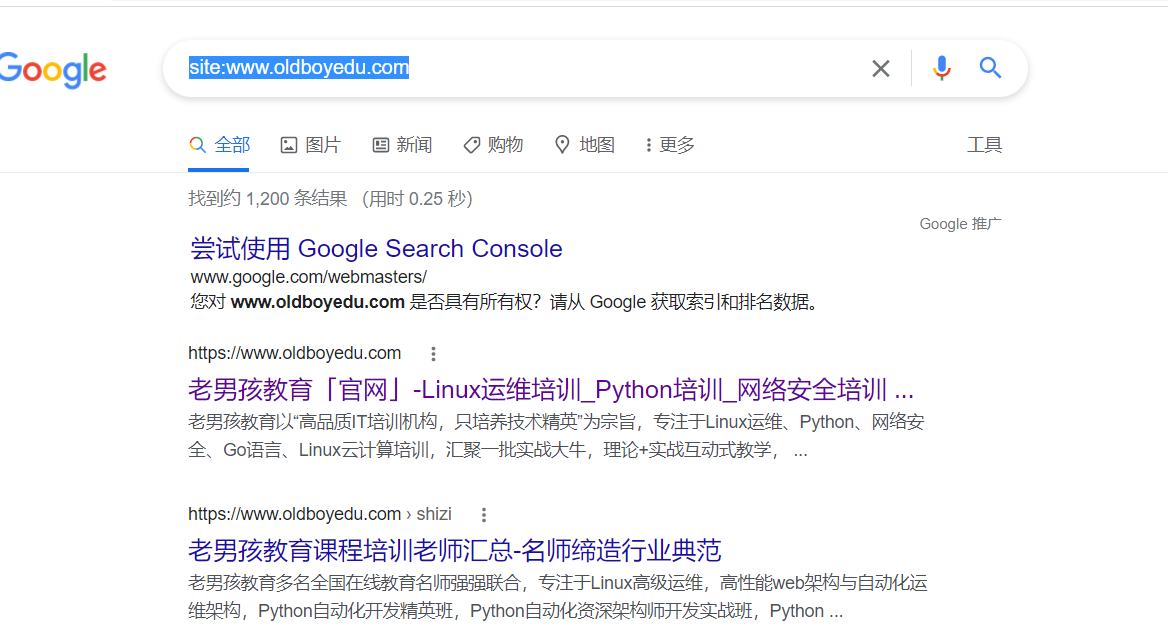 Google
site:www.oldboyedu.com
全部 图片 新闻 购物 地图 更多 工具
找到约 1,200 条结果 (用时 0.25 秒)
Google 推广
尝试使用 Google Search Console
www.google.com/webmasters/
您对 www.oldboyedu.com 是否具有所有权？请从 Google 获取索引和排名数据。
https://www.oldboyedu.com
老男孩教育「官网」-Linux运维培训_Python培训_网络安全培训 ...
老男孩教育以“高品质IT培训机构，只培养技术精英”为宗旨，专注于Linux运维、Python、网络安
全、Go语言、Linux云计算培训，汇聚一批实战大牛，理论+实战互动式教学， ...
https://www.oldboyedu.com › shizi
老男孩教育课程培训老师汇总-名师缔造行业典范
老男孩教育多名全国在线教育名师强强联合，专注于Linux高级运维，高性能web架构与自动化运
维架构，Python自动化开发精英班，Python自动化资深架构师开发实战班，Python ...